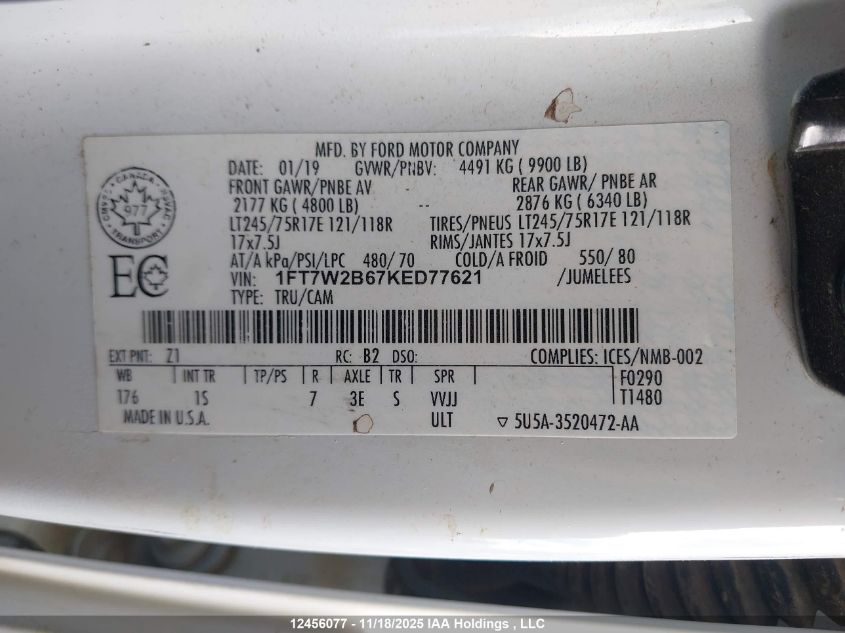 MFD. BY FORD MOTOR COMPANY
DATE: 01/19 GVWR/PNBV: 4491 KG ( 9900 LB)
FRONT GAWR/PNBE AV REAR GAWR/ PNBE AR
2177 KG ( 4800 LB) -- 2876 KG ( 6340 LB)
LT245/75R17E 121/118R TIRES/PNEUS LT245/75R17E 121/118R
17x7.5J RIMS/JANTES 17x7.5J
AT/A kPa/PSI/LPC 480/ 70 COLD/A FROID 550/ 80
VIN: 1FT7W2B67KED77621 /JUMELEES
TYPE: TRU/CAM
CANADA
977
TRANSPORT
EC
EXT PNT: Z1 RC: B2 DSO: COMPLIES: ICES/NMB-002
WB INT TR TP/PS R AXLE TR SPR F0290
176 1S 7 3E S VVJJ T1480
MADE IN U.S.A. ULT ▽ 5U5A-3520472-AA
12456077 - 11/18/2025 IAA Holdings , LLC